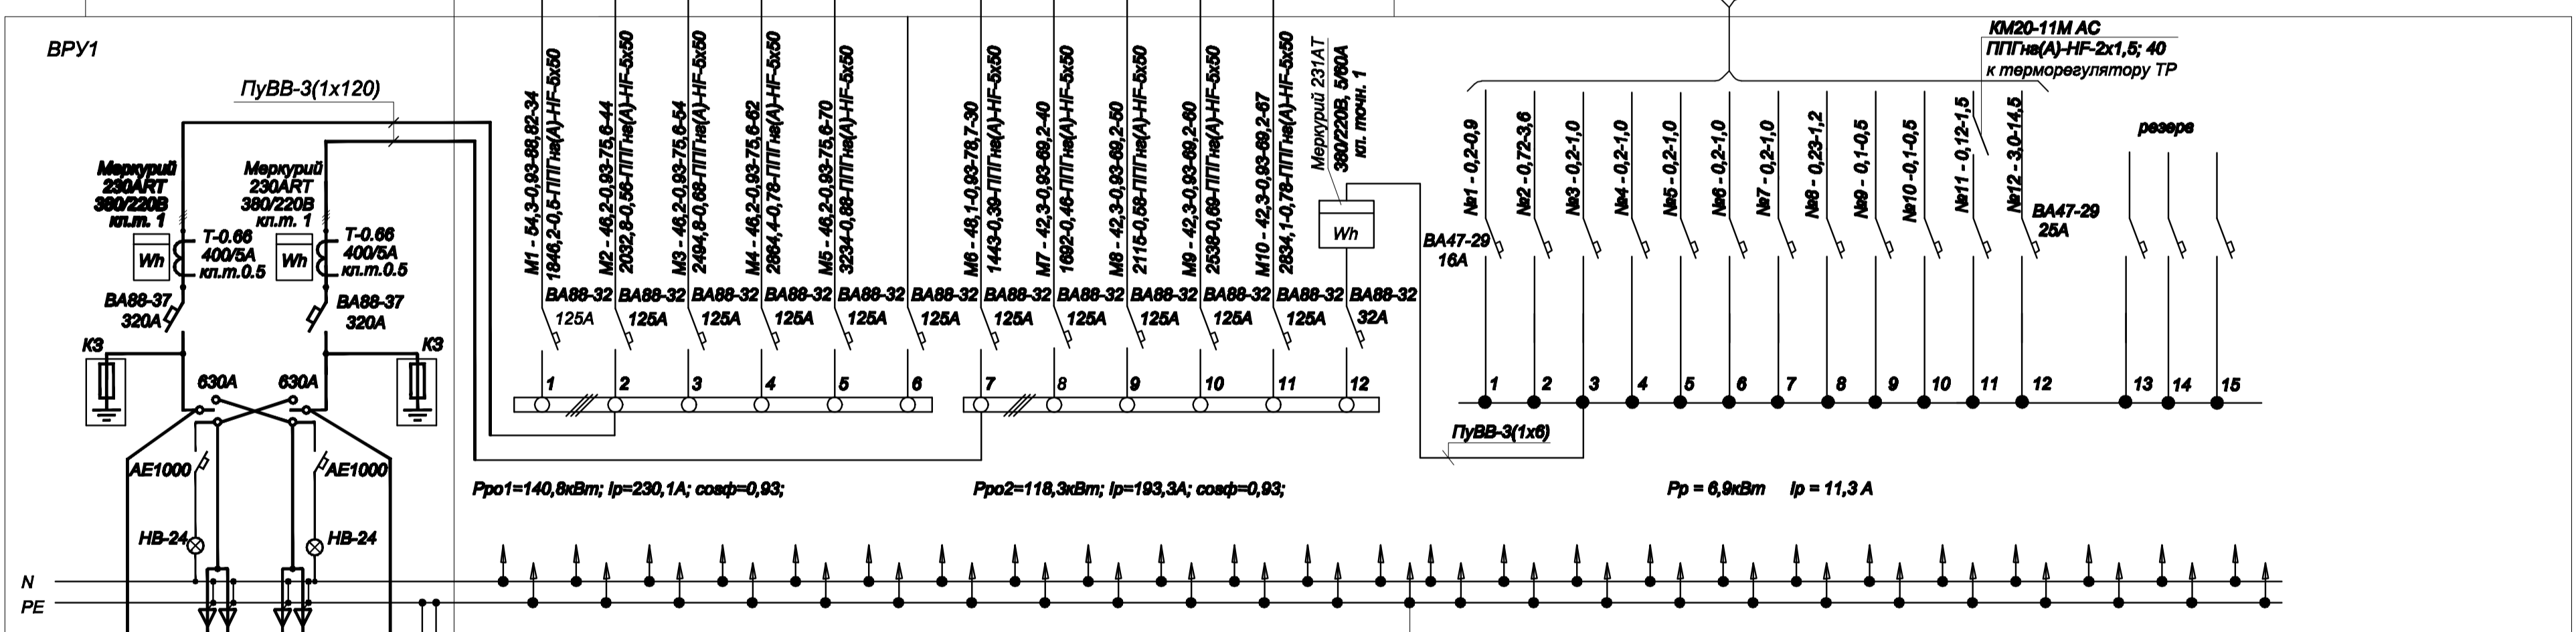 ВРУ1
ПуВВ-3(1х120)
Меркурий
230ART
380/220В
кл.т. 1
Меркурий
230ART
380/220В
кл.т. 1
Wh
Т-0.66
400/5А
кл.т.0.5
Wh
Т-0.66
400/5А
кл.т.0.5
ВА88-37
320А
ВА88-37
320А
КЗ
КЗ
630А
630А
АЕ1000
АЕ1000
НВ-24
НВ-24
М1 - 54,3-0,93-88,82-34
1846,2-0,5-ППГнг(А)-HF-5х50
М2 - 46,2-0,93-75,6-44
2032,8-0,56-ППГнг(А)-HF-5х50
М3 - 46,2-0,93-75,6-54
2494,8-0,68-ППГнг(А)-HF-5х50
М4 - 46,2-0,93-75,6-62
2864,4-0,78-ППГнг(А)-HF-5х50
М5 - 46,2-0,93-75,6-70
3234-0,88-ППГнг(А)-HF-5х50
М6 - 48,1-0,93-78,7-30
1443-0,39-ППГнг(А)-HF-5х50
М7 - 42,3-0,93-69,2-40
1692-0,46-ППГнг(А)-HF-5х50
М8 - 42,3-0,93-69,2-50
2115-0,58-ППГнг(А)-HF-5х50
М9 - 42,3-0,93-69,2-60
2538-0,69-ППГнг(А)-HF-5х50
М10 - 42,3-0,93-69,2-67
2834,1-0,78-ППГнг(А)-HF-5х50
Меркурий 231АТ
380/220В, 5/60А
кл. точн. 1
Wh
ВА88-32 ВА88-32 ВА88-32 ВА88-32 ВА88-32 ВА88-32 ВА88-32 ВА88-32 ВА88-32 ВА88-32 ВА88-32 ВА88-32
125А 125А 125А 125А 125А 125А 125А 125А 125А 125А 125А 32А
1 2 3 4 5 6 7 8 9 10 11 12
Рро1=140,8кВт; Iр=230,1А; cosф=0,93;
Рро2=118,3кВт; Iр=193,3А; cosф=0,93;
КМ20-11М АС
ППГнг(А)-HF-2х1,5; 40
к терморегулятору ТР
№1 - 0,2-0,9
№2 - 0,72-3,6
№3 - 0,2-1,0
№4 - 0,2-1,0
№5 - 0,2-1,0
№6 - 0,2-1,0
№7 - 0,2-1,0
№8 - 0,23-1,2
№9 - 0,1-0,5
№10 -0,1-0,5
№11 - 0,12-1,5
№12 - 3,0-14,5
резерв
ВА47-29
16А
ВА47-29
25А
1 2 3 4 5 6 7 8 9 10 11 12 13 14 15
ПуВВ-3(1х6)
Рр = 6,9кВт Iр = 11,3 А
N
PE